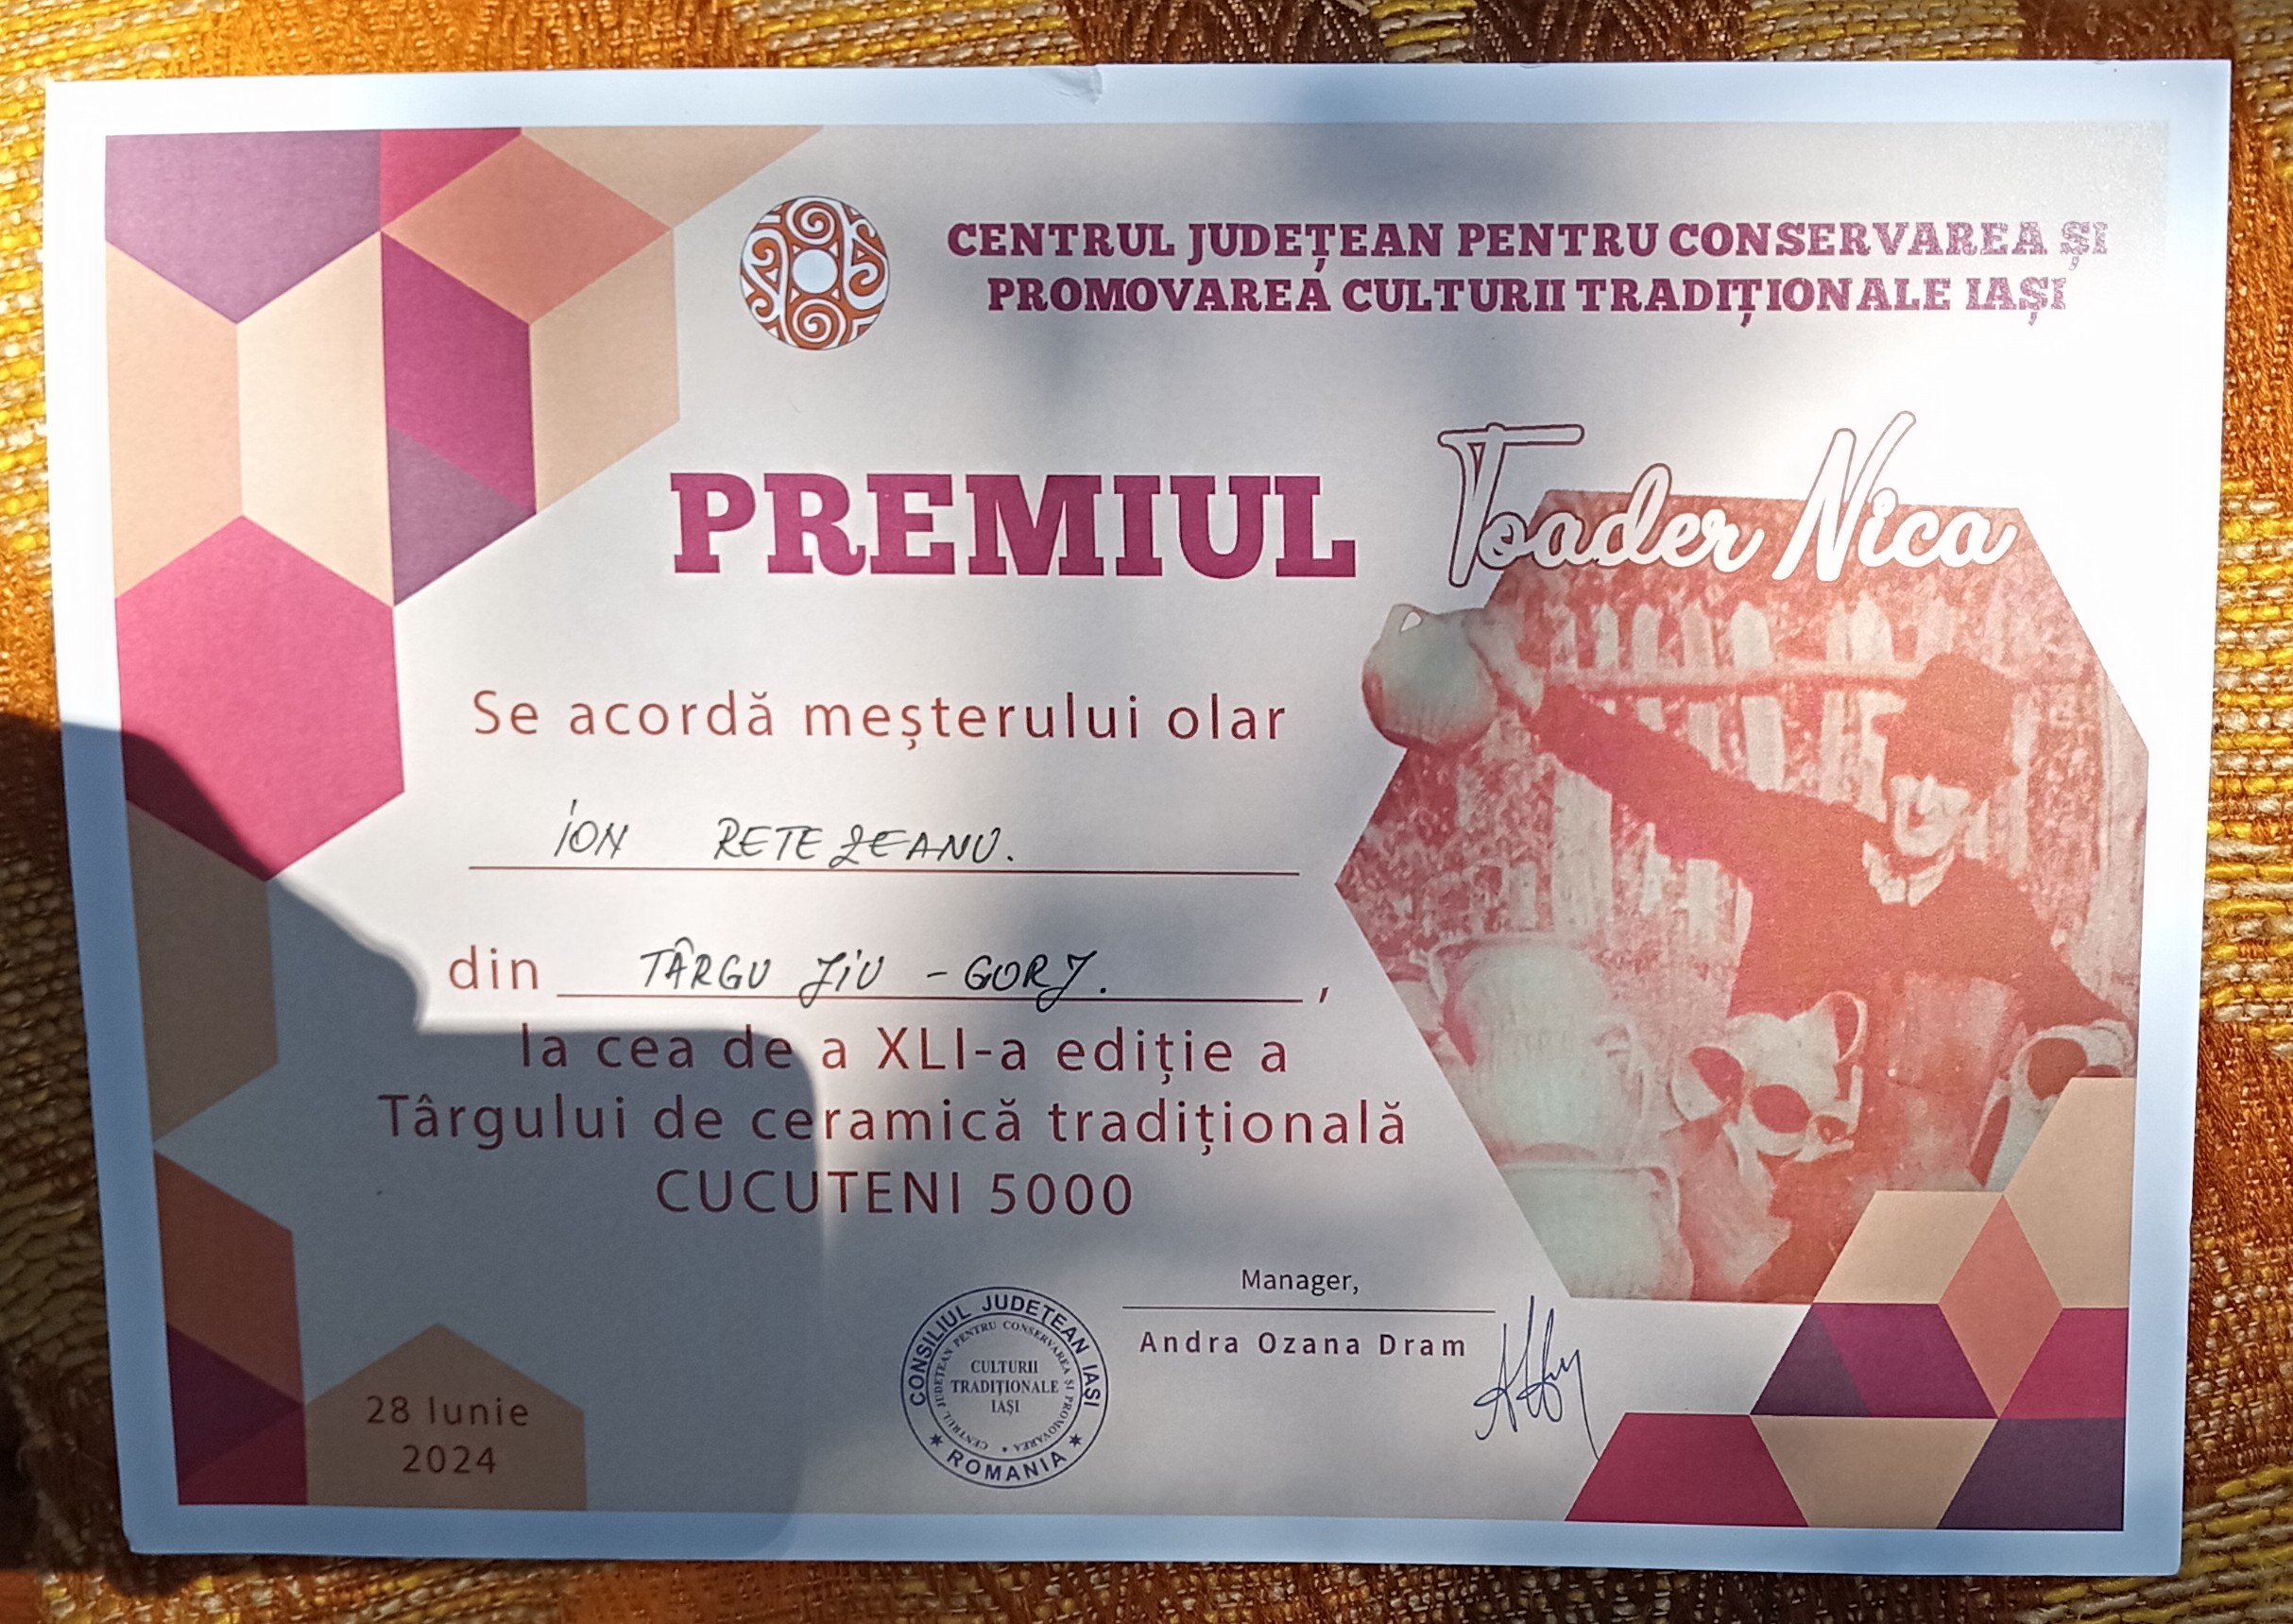 CENTRUL JUDEȚEAN PENTRU CONSERVAREA ȘI
PROMOVAREA CULTURII TRADIȚIONALE IAȘI
PREMIUL Toader Nica
Se acordă meșterului olar
ION RETEZEANU.
din TÂRGU JIU - GORJ. ,
la cea de a XLI-a ediție a
Târgului de ceramică tradițională
CUCUTENI 5000
Manager,
Andra Ozana Dram
CONSILIUL JUDEȚEAN IAȘI
ROMANIA
CENTRUL JUDEȚEAN PENTRU CONSERVAREA ȘI PROMOVAREA
CULTURII
TRADIȚIONALE
IAȘI
28 Iunie
2024